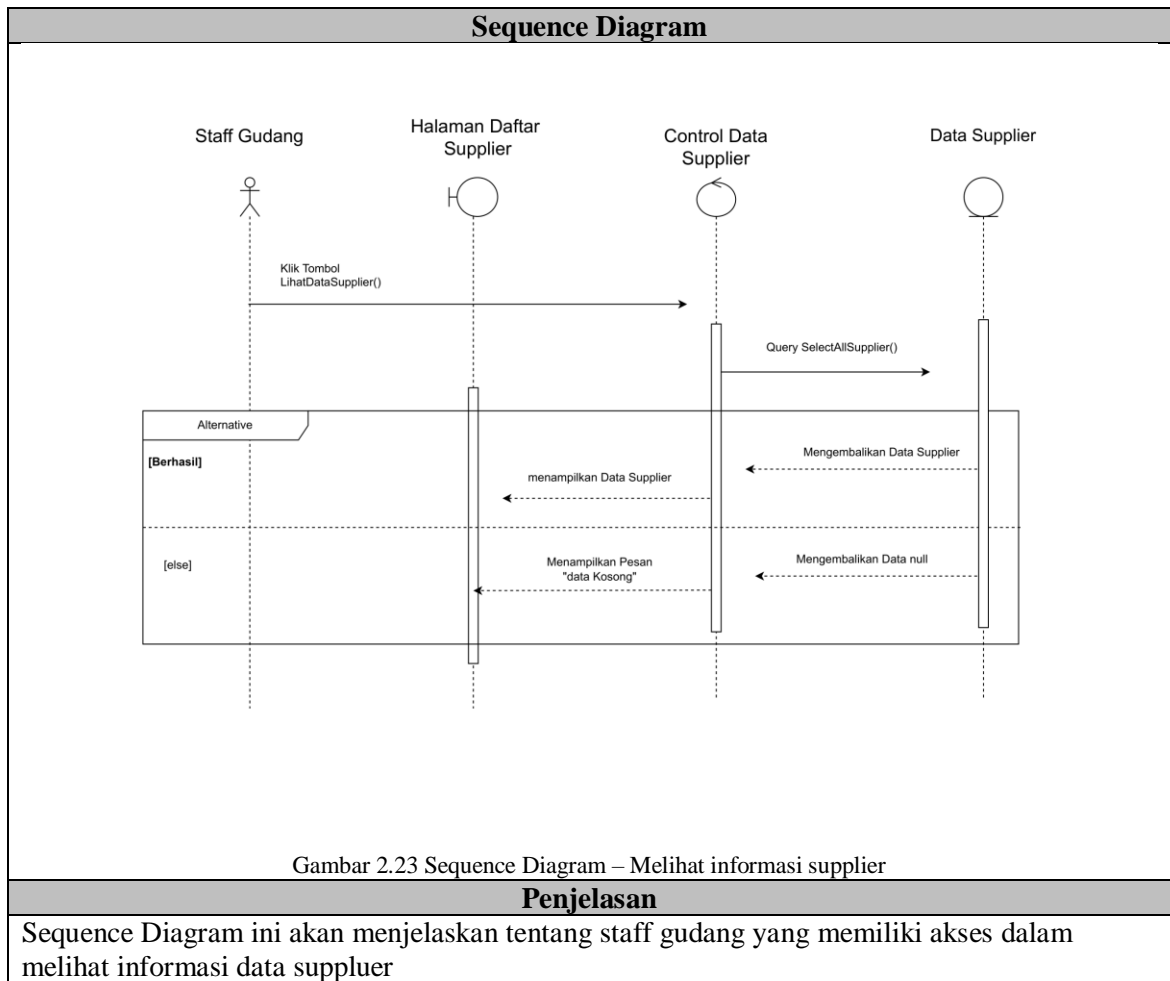 Sequence Diagram
Staff Gudang
Halaman Daftar
Supplier
Control Data
Supplier
Data Supplier
Klik Tombol
LihatDataSupplier()
Query SelectAllSupplier()
Alternative
[Berhasil]
Mengembalikan Data Supplier
menampilkan Data Supplier
[else]
Mengembalikan Data null
Menampilkan Pesan
"data Kosong"
Gambar 2.23 Sequence Diagram – Melihat informasi supplier
Penjelasan
Sequence Diagram ini akan menjelaskan tentang staff gudang yang memiliki akses dalam
melihat informasi data suppluer